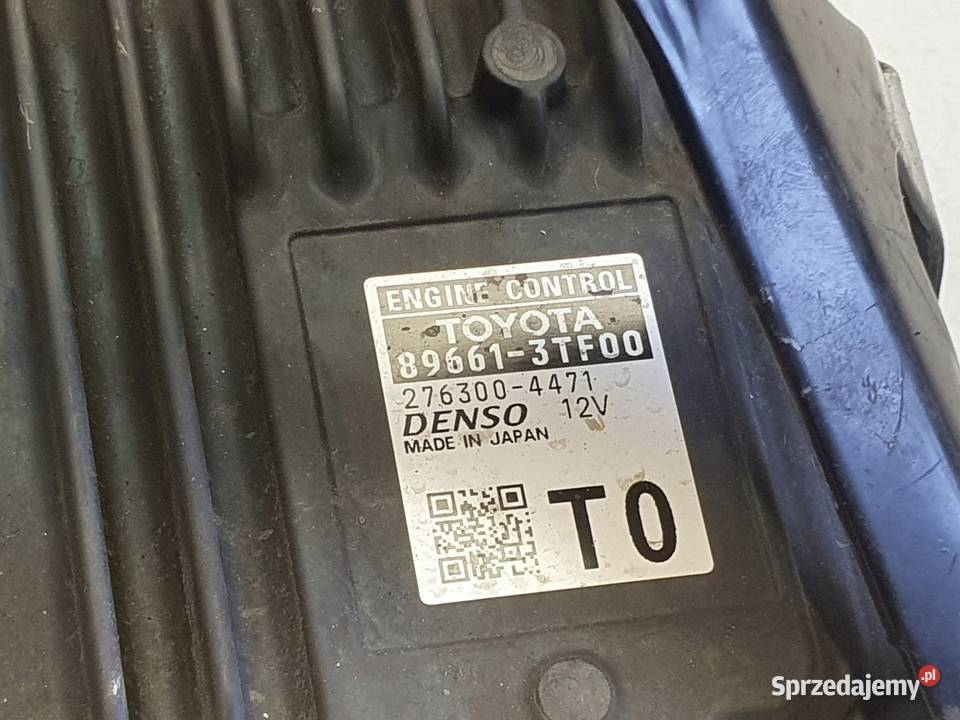 ENGINE CONTROL
TOYOTA
89661-3TF00
276300-4471
DENSO 12V
MADE IN JAPAN
T0
Sprzedajemy.pl